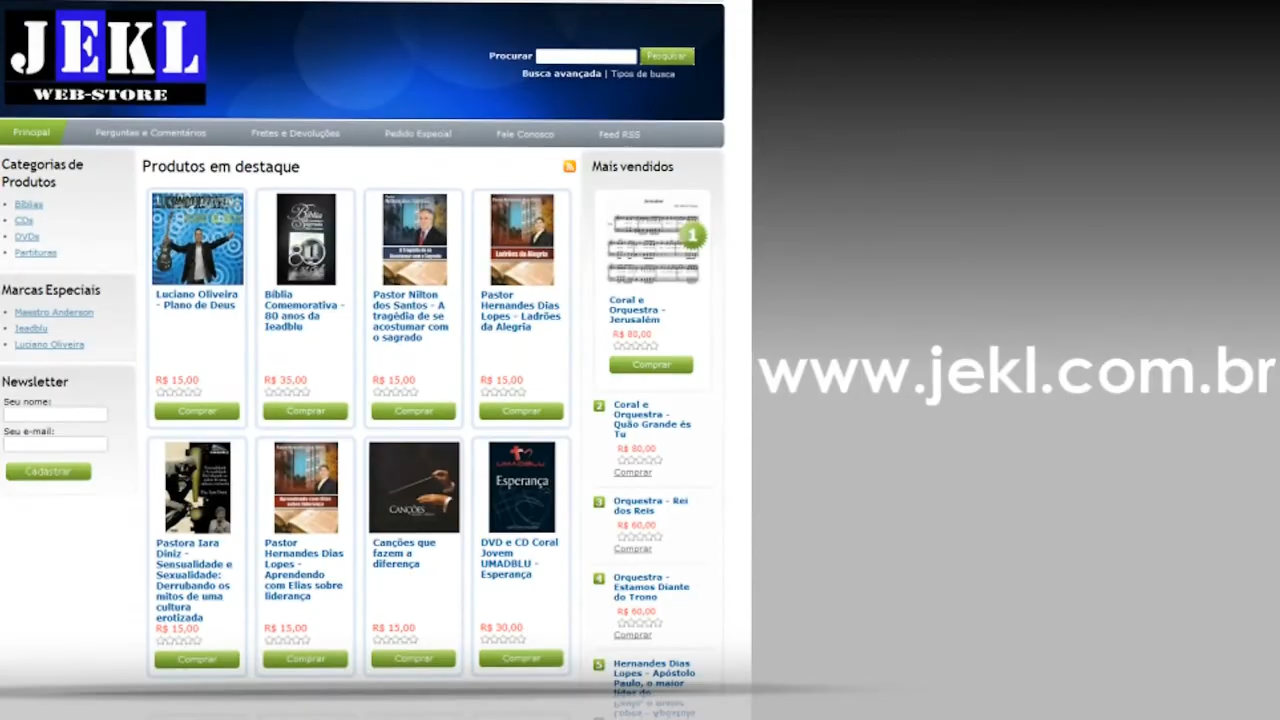 JEKL
WEB-STORE
Procurar
Pesquisar
Busca avançada | Tipos de busca
Principal
Perguntas e Comentários
Fretes e Devoluções
Pedido Especial
Fale Conosco
Feed RSS
Categorias de
Produtos
Bíblias
CDs
DVDs
Partituras
Marcas Especiais
Maestro Anderson
Ieadblu
Luciano Oliveira
Newsletter
Seu nome:
Seu e-mail:
Cadastrar
Produtos em destaque
Luciano Oliveira
- Plano de Deus
R$ 15,00
Comprar
Bíblia
Comemorativa -
80 anos da
Ieadblu
R$ 35,00
Comprar
Pastor Nilton
dos Santos - A
tragédia de se
acostumar com
o sagrado
R$ 15,00
Comprar
Ladrões da Alegria
Pastor
Hernandes Dias
Lopes - Ladrões
da Alegria
R$ 15,00
Comprar
Pastora Iara
Diniz -
Sensualidade e
Sexualidade:
Derrubando os
mitos de uma
cultura
erotizada
R$ 15,00
Comprar
Pastor
Hernandes Dias
Lopes -
Aprendendo
com Elias sobre
liderança
R$ 15,00
Comprar
CANÇÕES
Canções que
fazem a
diferença
R$ 15,00
Comprar
UMADBLU
Esperança
DVD e CD Coral
Jovem
UMADBLU -
Esperança
R$ 30,00
Comprar
Mais vendidos
1
Coral e
Orquestra -
Jerusalém
R$ 80,00
Comprar
2
Coral e
Orquestra -
Quão Grande és
Tu
R$ 80,00
Comprar
3
Orquestra - Rei
dos Reis
R$ 60,00
Comprar
4
Orquestra -
Estamos Diante
do Trono
R$ 60,00
Comprar
5
Hernandes Dias
Lopes - Apóstolo
Paulo, o maior
líder do
www.jekl.com.br